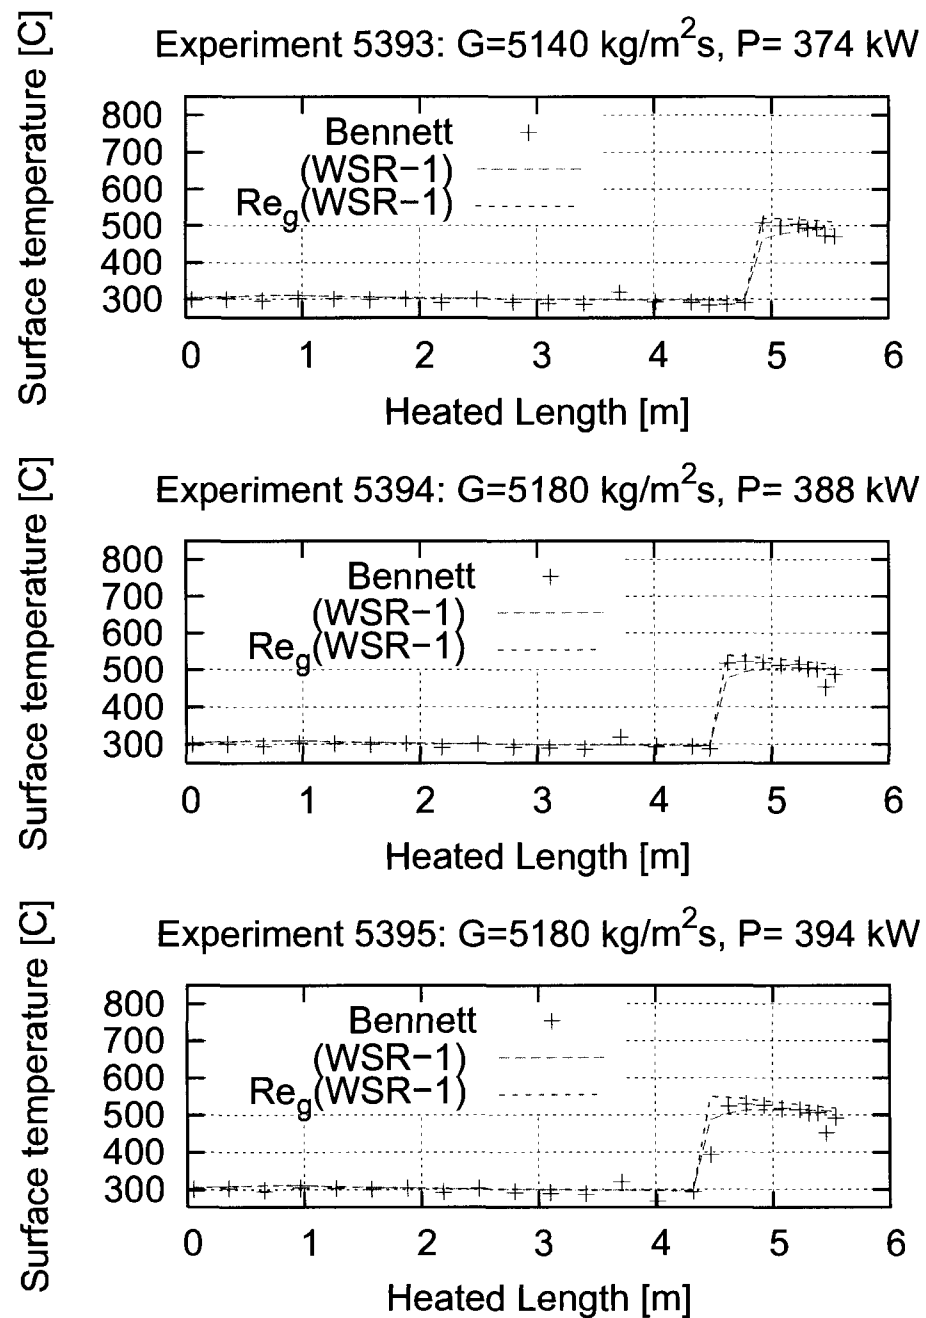 Experiment 5393: G=5140 kg/m²s, P= 374 kW
Surface temperature [C]
800
700
600
500
400
300
Bennett
(WSR−1)
Re_g(WSR−1)
0 1 2 3 4 5 6
Heated Length [m]
Experiment 5394: G=5180 kg/m²s, P= 388 kW
Surface temperature [C]
800
700
600
500
400
300
Bennett
(WSR−1)
Re_g(WSR−1)
0 1 2 3 4 5 6
Heated Length [m]
Experiment 5395: G=5180 kg/m²s, P= 394 kW
Surface temperature [C]
800
700
600
500
400
300
Bennett
(WSR−1)
Re_g(WSR−1)
0 1 2 3 4 5 6
Heated Length [m]